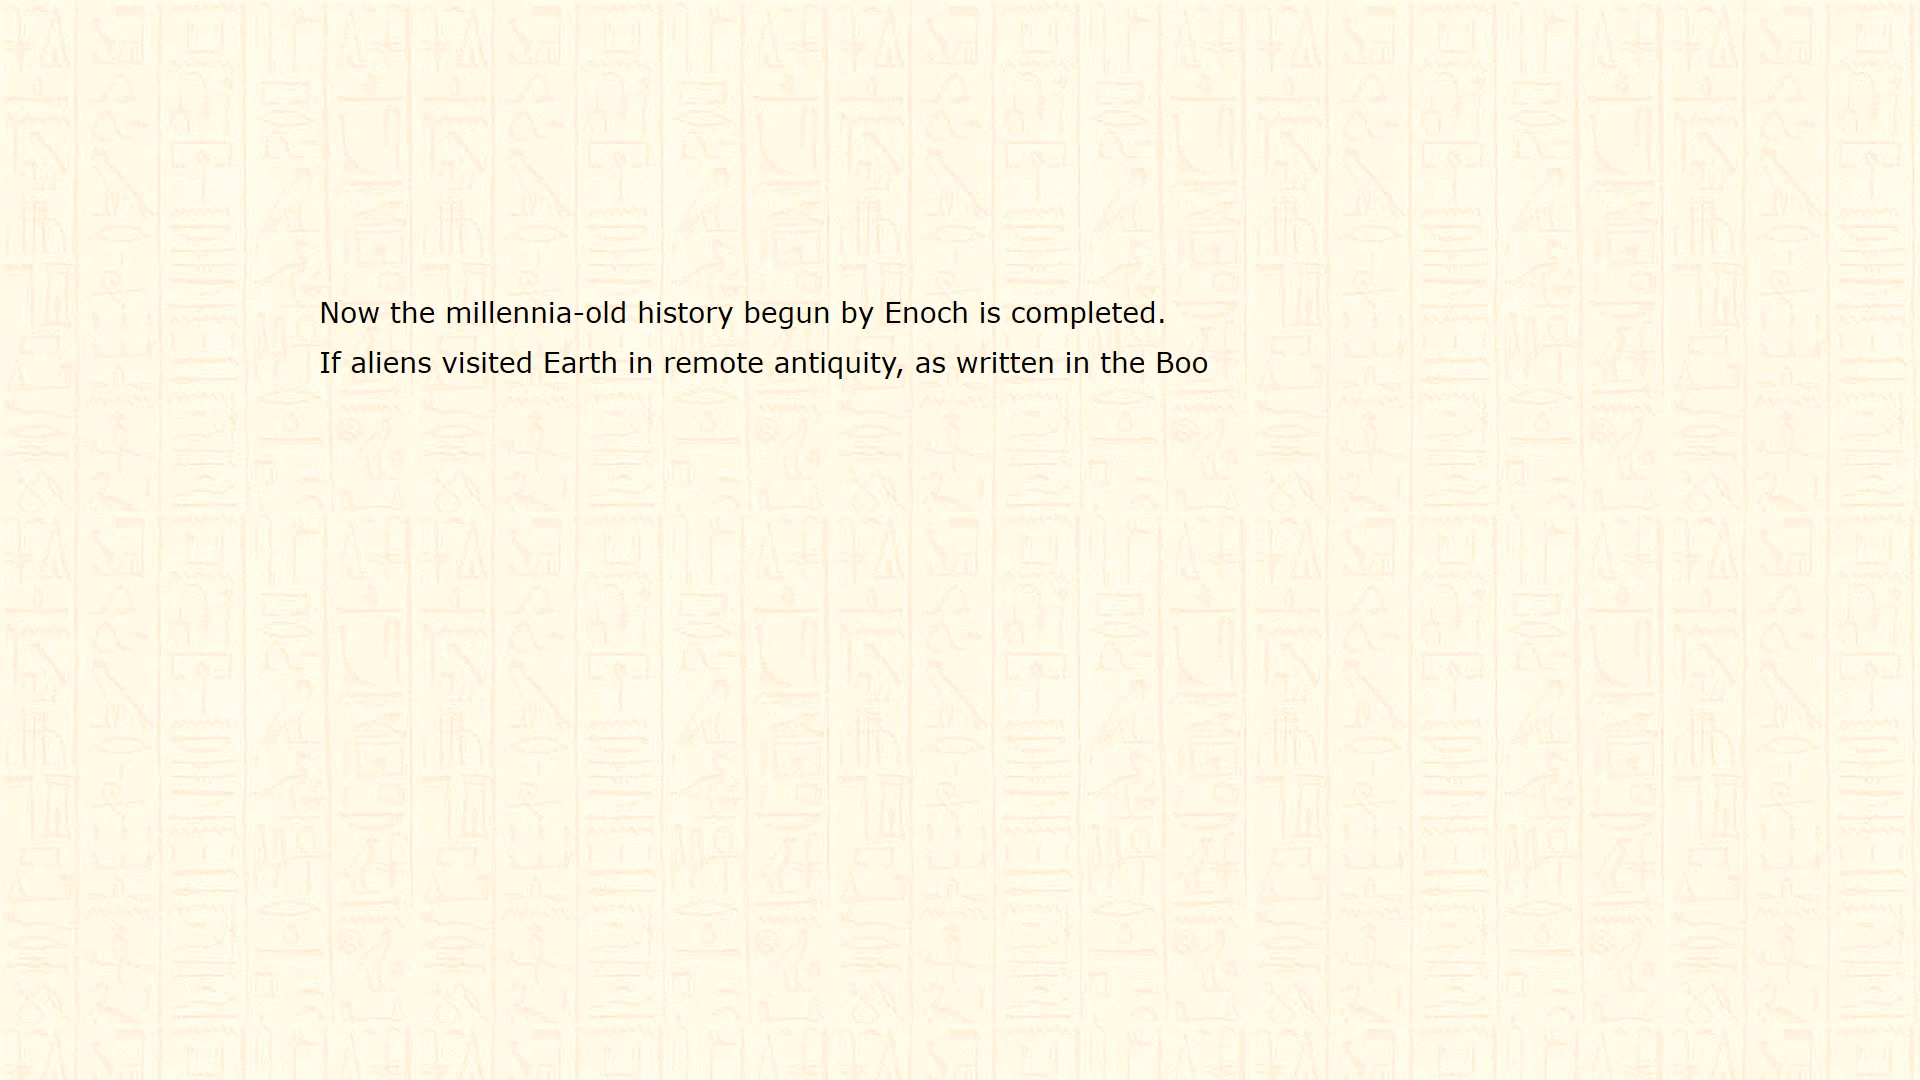 Now the millennia-old history begun by Enoch is completed.
If aliens visited Earth in remote antiquity, as written in the Boo